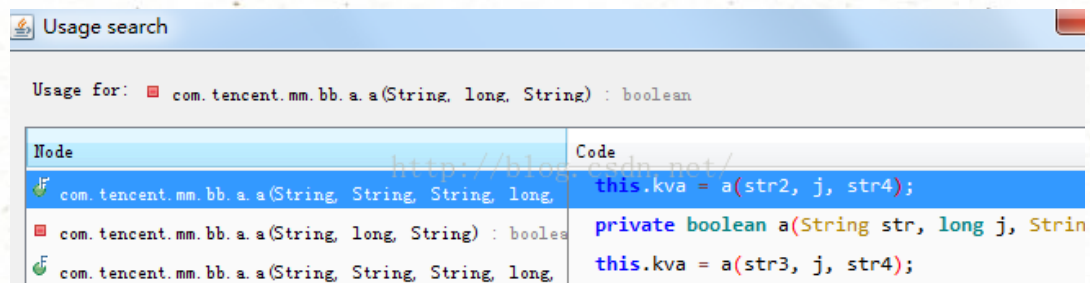 Usage search
Usage for: com.tencent.mm.bb.a.a(String, long, String) : boolean
Node Code
http://blog.csdn.net/
com.tencent.mm.bb.a.a(String, String, String, long, this.kva = a(str2, j, str4);
com.tencent.mm.bb.a.a(String, long, String) : boolea private boolean a(String str, long j, Strin
com.tencent.mm.bb.a.a(String, String, String, long, this.kva = a(str3, j, str4);